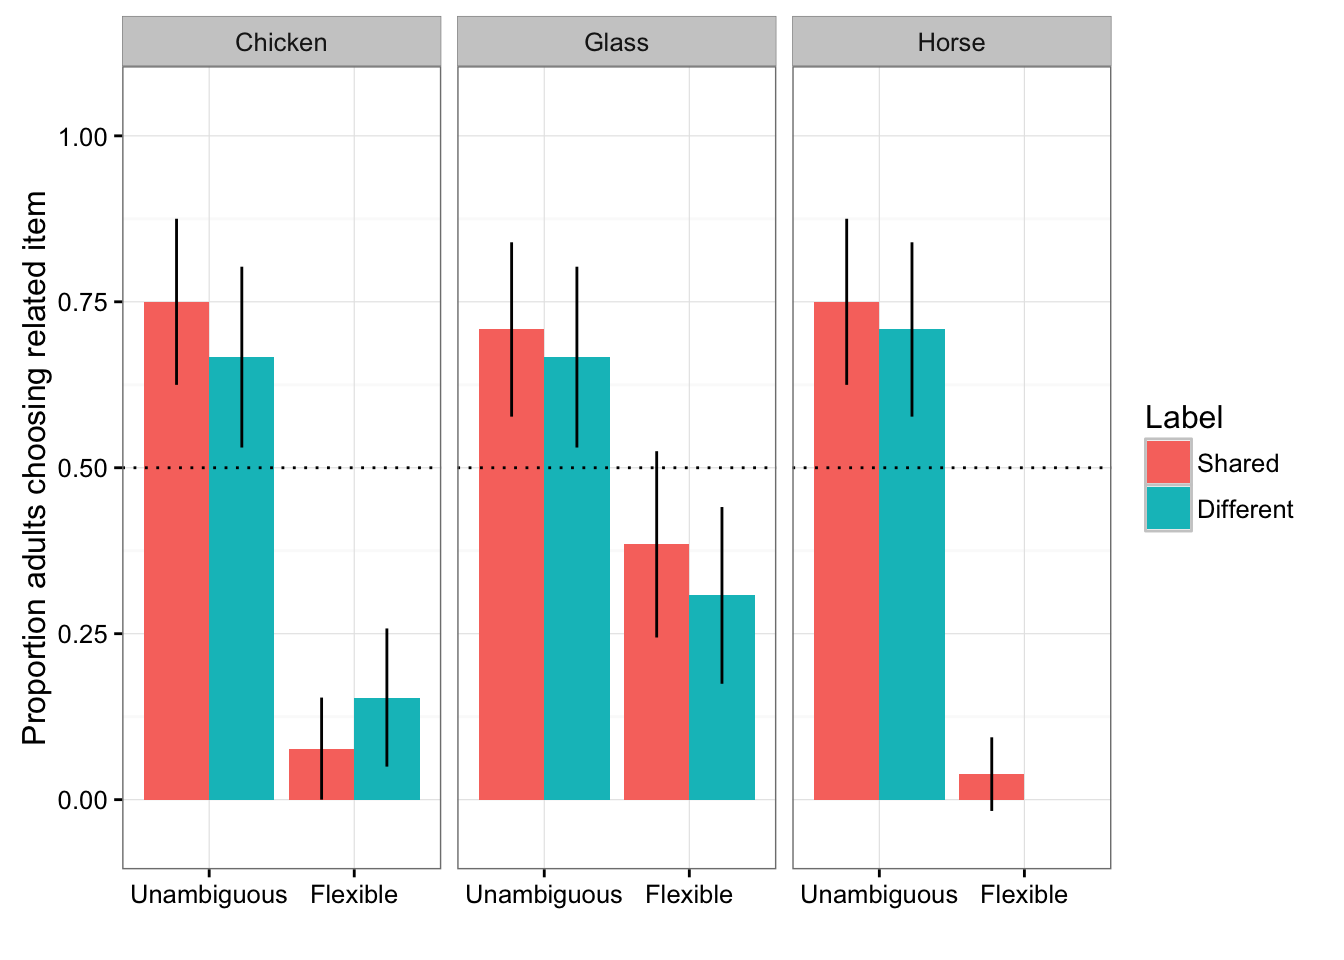 Chicken
Glass
Horse
Proportion adults choosing related item
1.00
0.75
0.50
0.25
0.00
Unambiguous Flexible
Unambiguous Flexible
Unambiguous Flexible
Label
Shared
Different